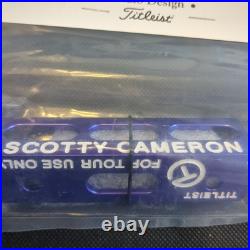 Design
Titleist
SCOTTY CAMERON
FOR TOUR USE ONLY
T
TITLEIST